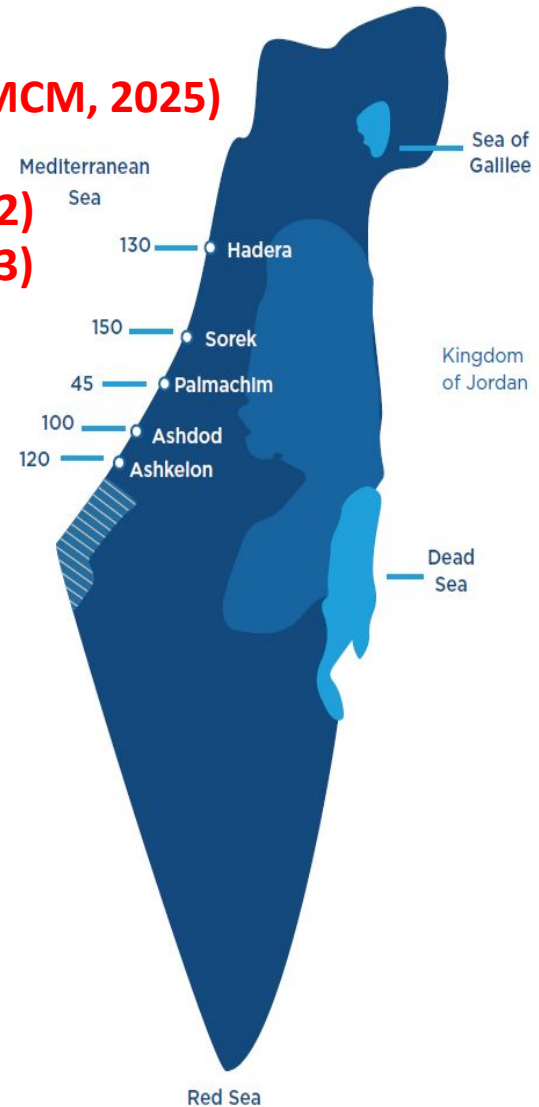 MCM, 2025)
Mediterranean
Sea
2)
3)
Sea of
Galilee
130
Hadera
150
Sorek
Kingdom
of Jordan
45
Palmachim
100
Ashdod
120
Ashkelon
Dead
Sea
Red Sea